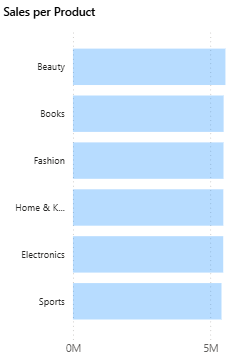 Sales per Product
Beauty
Books
Fashion
Home & K...
Electronics
Sports
0M 5M